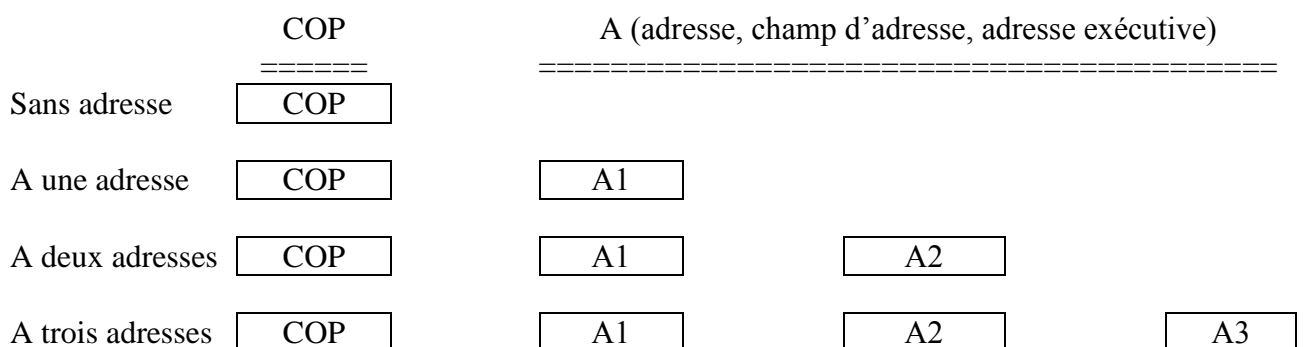 COP A (adresse, champ d’adresse, adresse exécutive)
====== =========================================
Sans adresse COP
A une adresse COP A1
A deux adresses COP A1 A2
A trois adresses COP A1 A2 A3